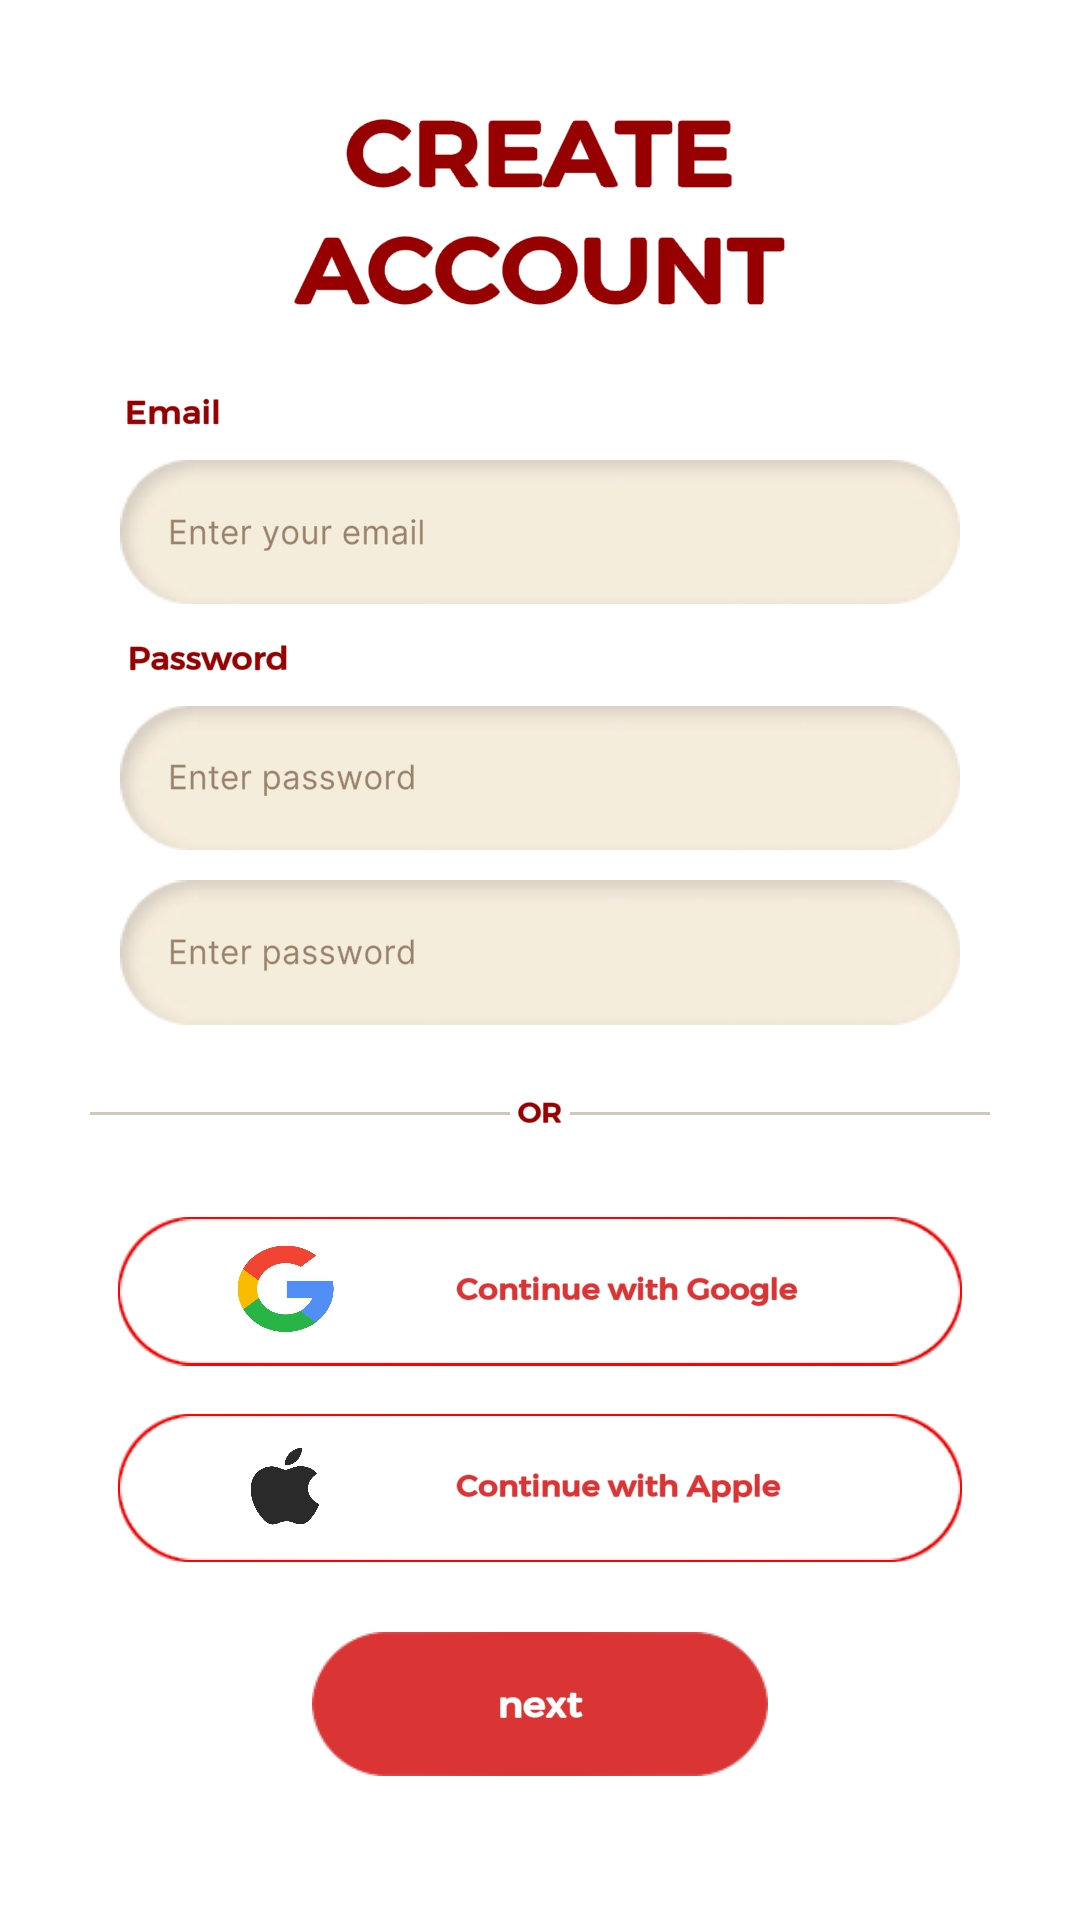 CREATE
ACCOUNT
Email
Enter your email
Password
Enter password
Enter password
OR
Continue with Google
Continue with Apple
next